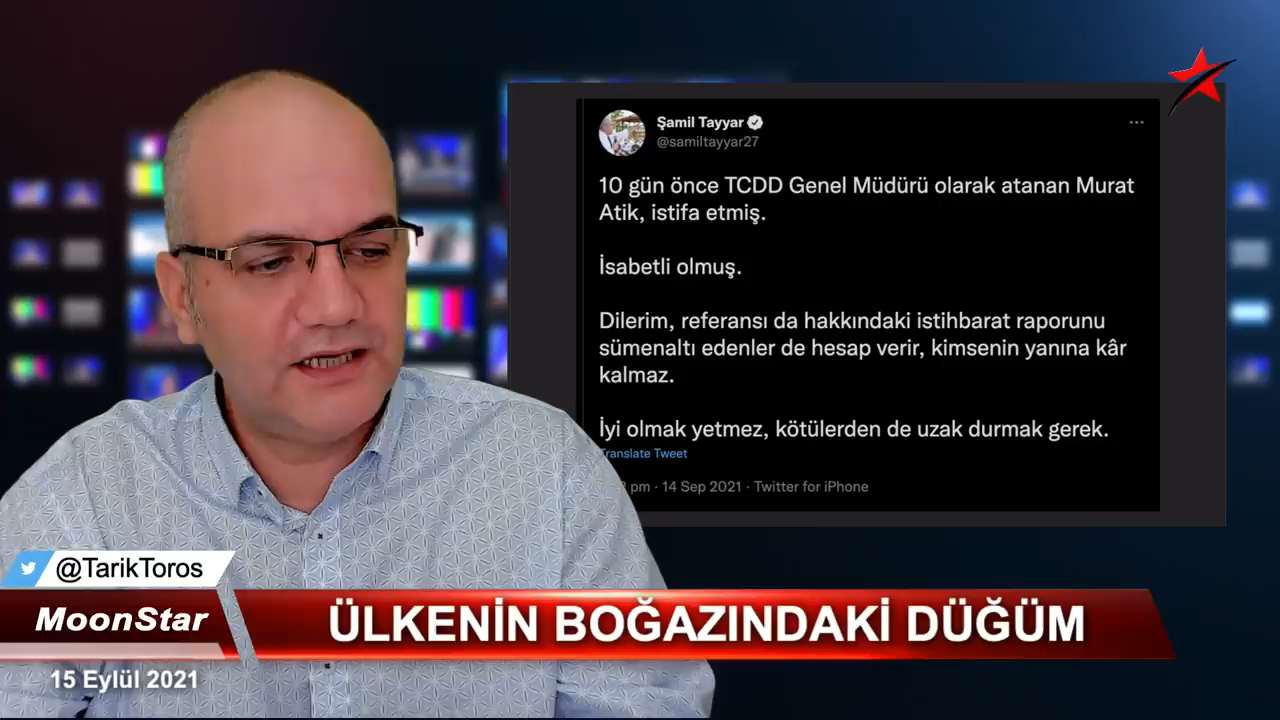 Şamil Tayyar
@samiltayyar27
10 gün önce TCDD Genel Müdürü olarak atanan Murat
Atik, istifa etmiş.
İsabetli olmuş.
Dilerim, referansı da hakkındaki istihbarat raporunu
sümenaltı edenler de hesap verir, kimsenin yanına kâr
kalmaz.
İyi olmak yetmez, kötülerden de uzak durmak gerek.
Translate Tweet
pm · 14 Sep 2021 · Twitter for iPhone
@TarikToros
MoonStar
ÜLKENİN BOĞAZINDAKİ DÜĞÜM
15 Eylül 2021